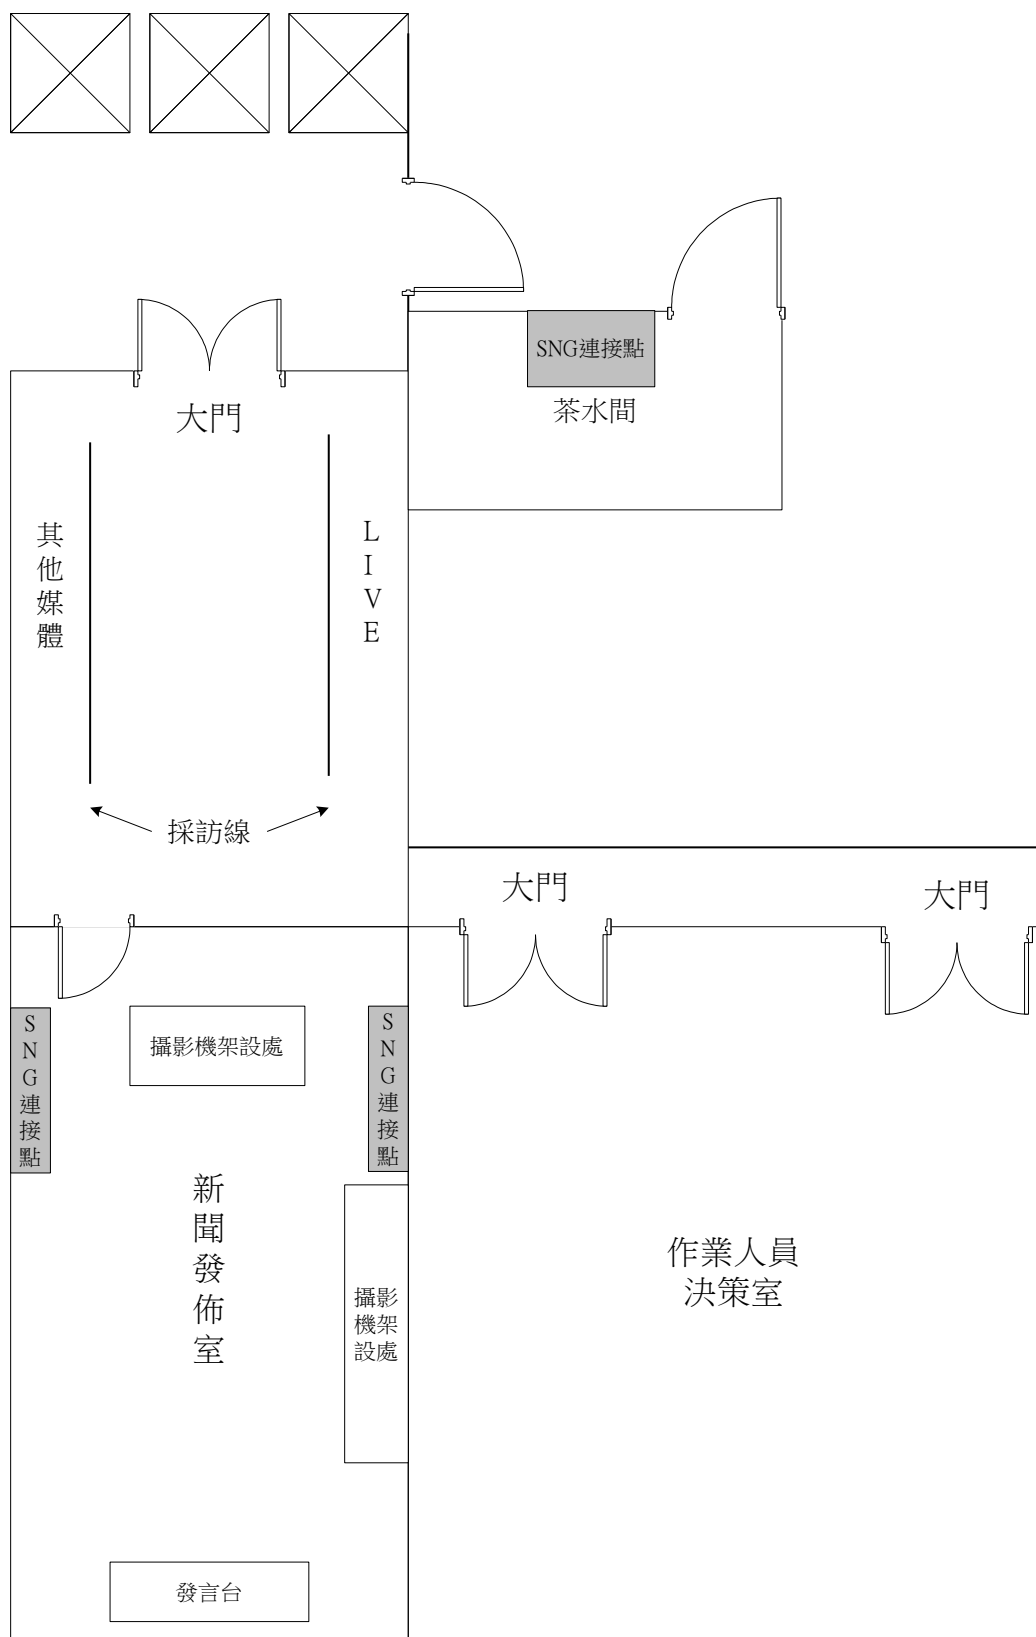 SNG連接點
茶水間
大門
其他媒體
LIVE
採訪線
大門
大門
SNG連接點
攝影機架設處
SNG連接點
新聞發佈室
攝影
機架
設處
作業人員
決策室
發言台